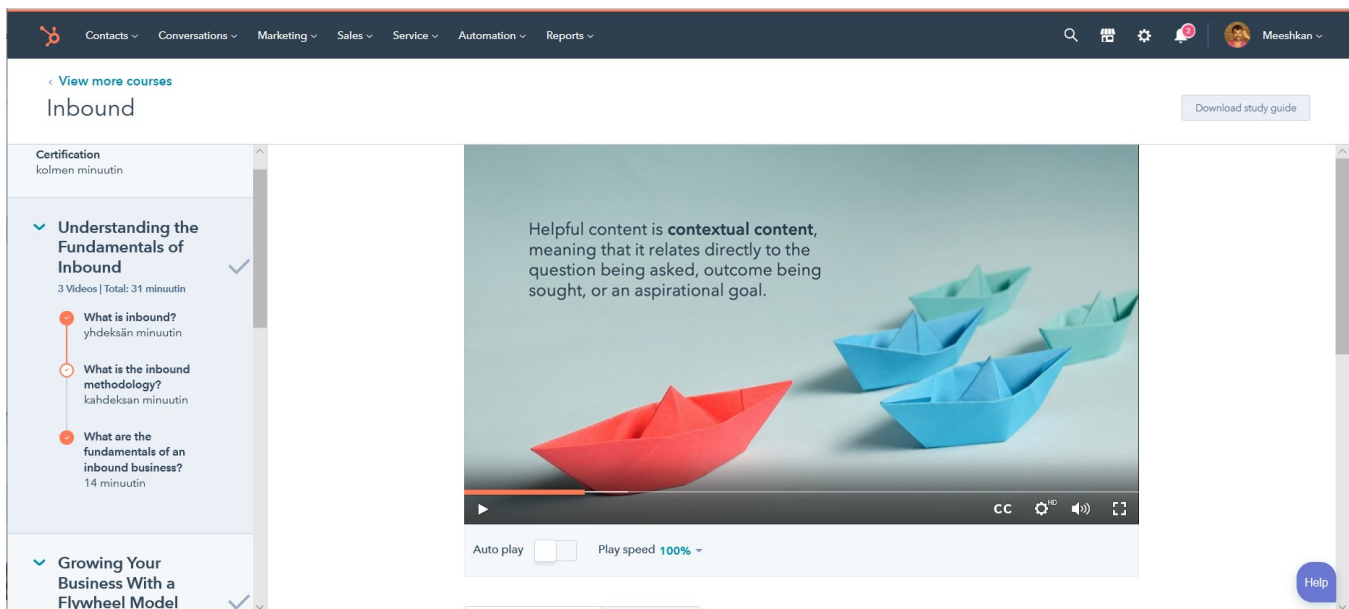 Contacts Conversations Marketing Sales Service Automation Reports 2 Meeshkan
View more courses
Inbound
Download study guide
Certification
kolmen minuutin
Understanding the
Fundamentals of
Inbound
3 Videos | Total: 31 minuutin
What is inbound?
yhdeksän minuutin
What is the inbound
methodology?
kahdeksan minuutin
What are the
fundamentals of an
inbound business?
14 minuutin
Growing Your
Business With a
Flywheel Model
Helpful content is contextual content,
meaning that it relates directly to the
question being asked, outcome being
sought, or an aspirational goal.
CC HD
Auto play Play speed 100%
Help